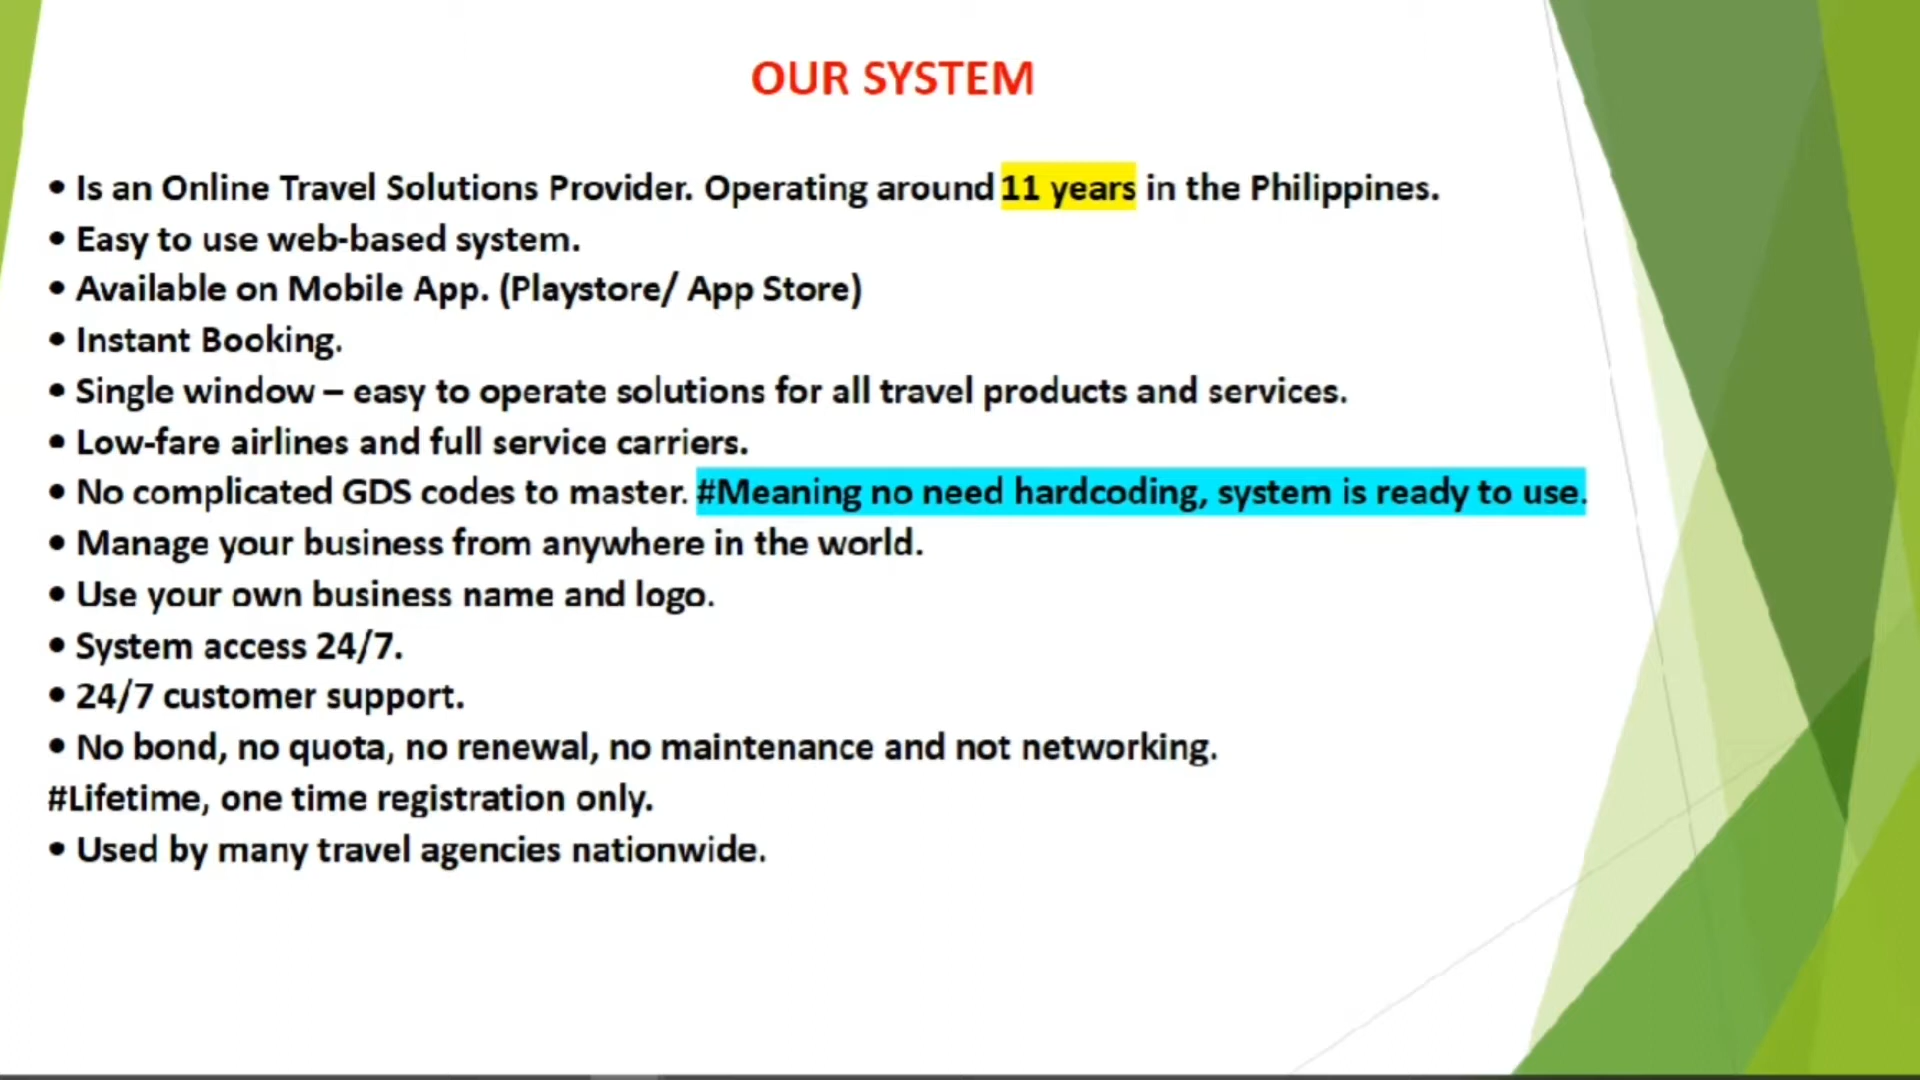 OUR SYSTEM
• Is an Online Travel Solutions Provider. Operating around 11 years in the Philippines.
• Easy to use web-based system.
• Available on Mobile App. (Playstore/ App Store)
• Instant Booking.
• Single window – easy to operate solutions for all travel products and services.
• Low-fare airlines and full service carriers.
• No complicated GDS codes to master. #Meaning no need hardcoding, system is ready to use.
• Manage your business from anywhere in the world.
• Use your own business name and logo.
• System access 24/7.
• 24/7 customer support.
• No bond, no quota, no renewal, no maintenance and not networking.
#Lifetime, one time registration only.
• Used by many travel agencies nationwide.